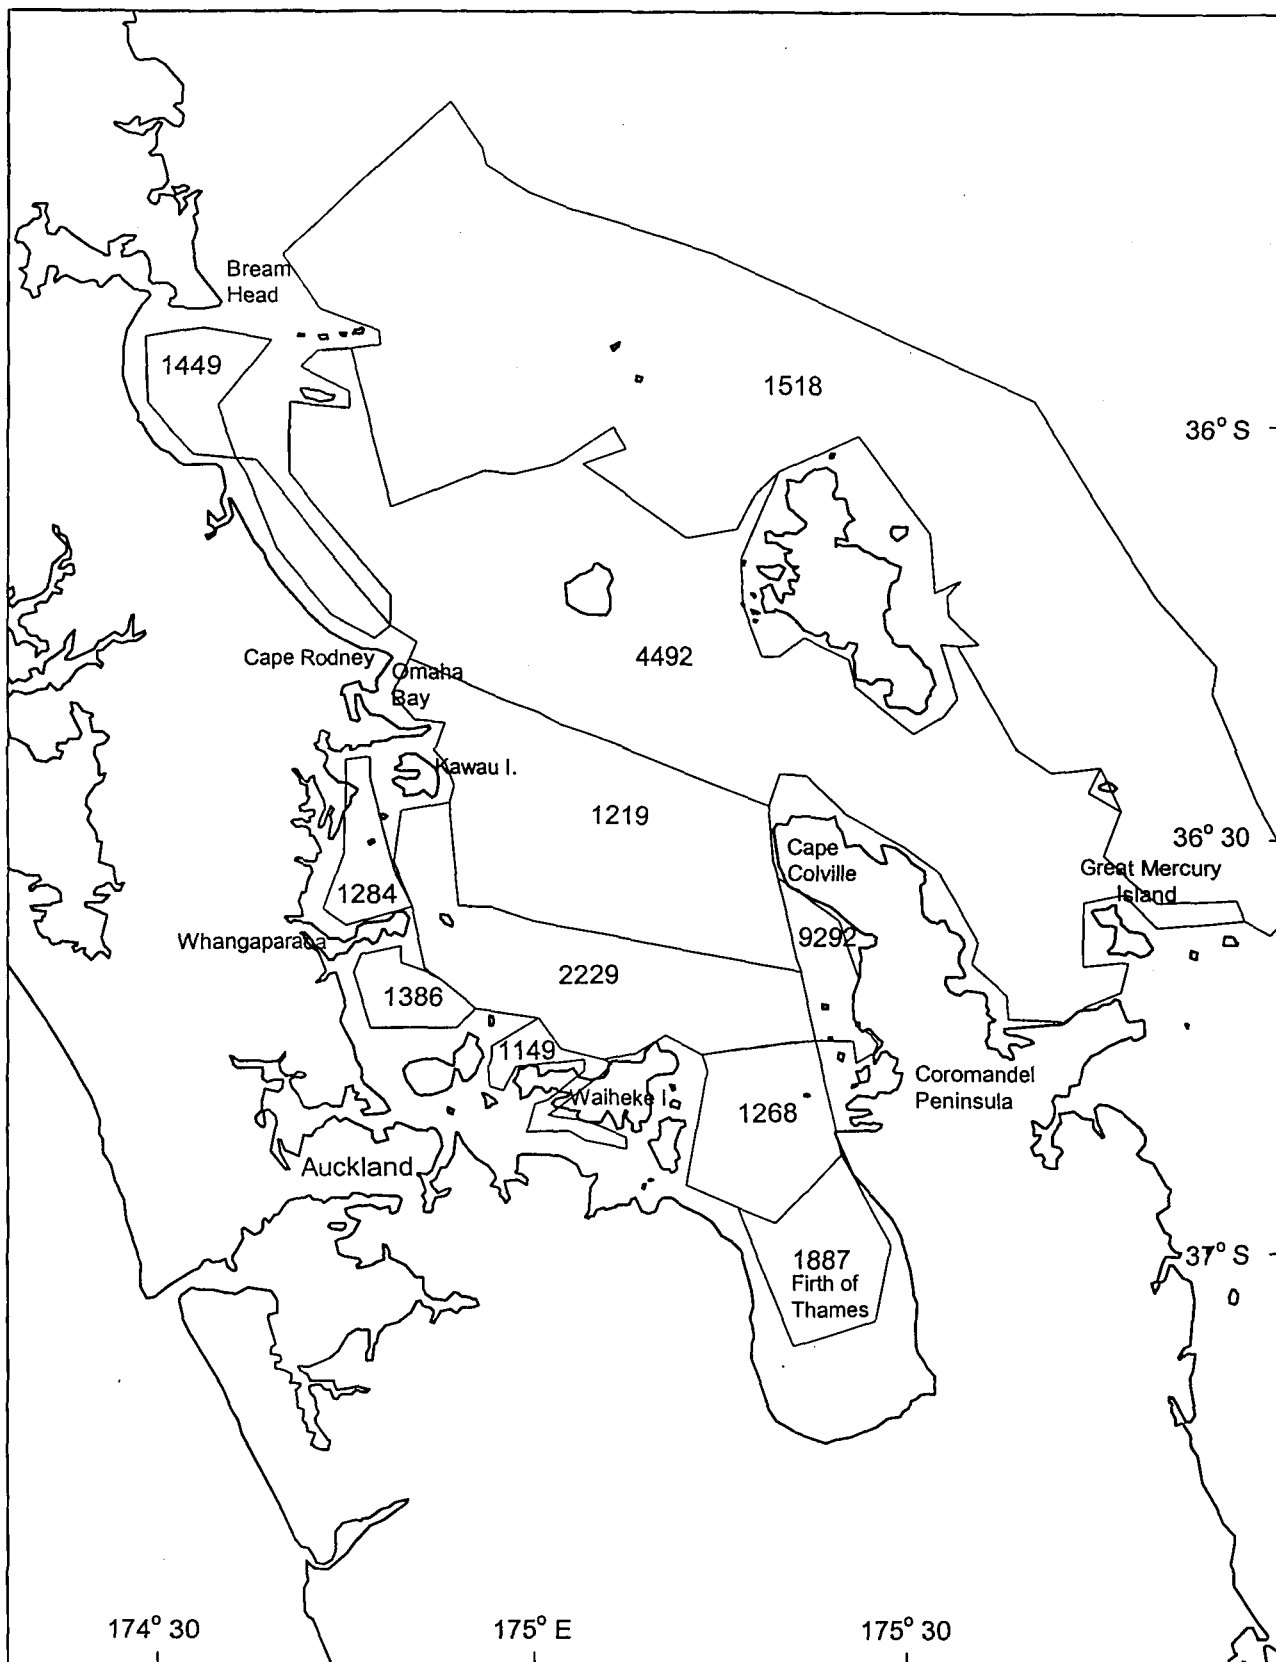 Bream
Head
1449
1518
36° S
Cape Rodney
Omaha
Bay
4492
Kawau I.
1219
36° 30
Cape
Colville
Great Mercury
Island
1284
9292
Whangaparaoa
2229
1386
1149
Waiheke I.
1268
Coromandel
Peninsula
Auckland
37° S
1887
Firth of
Thames
174° 30
175° E
175° 30